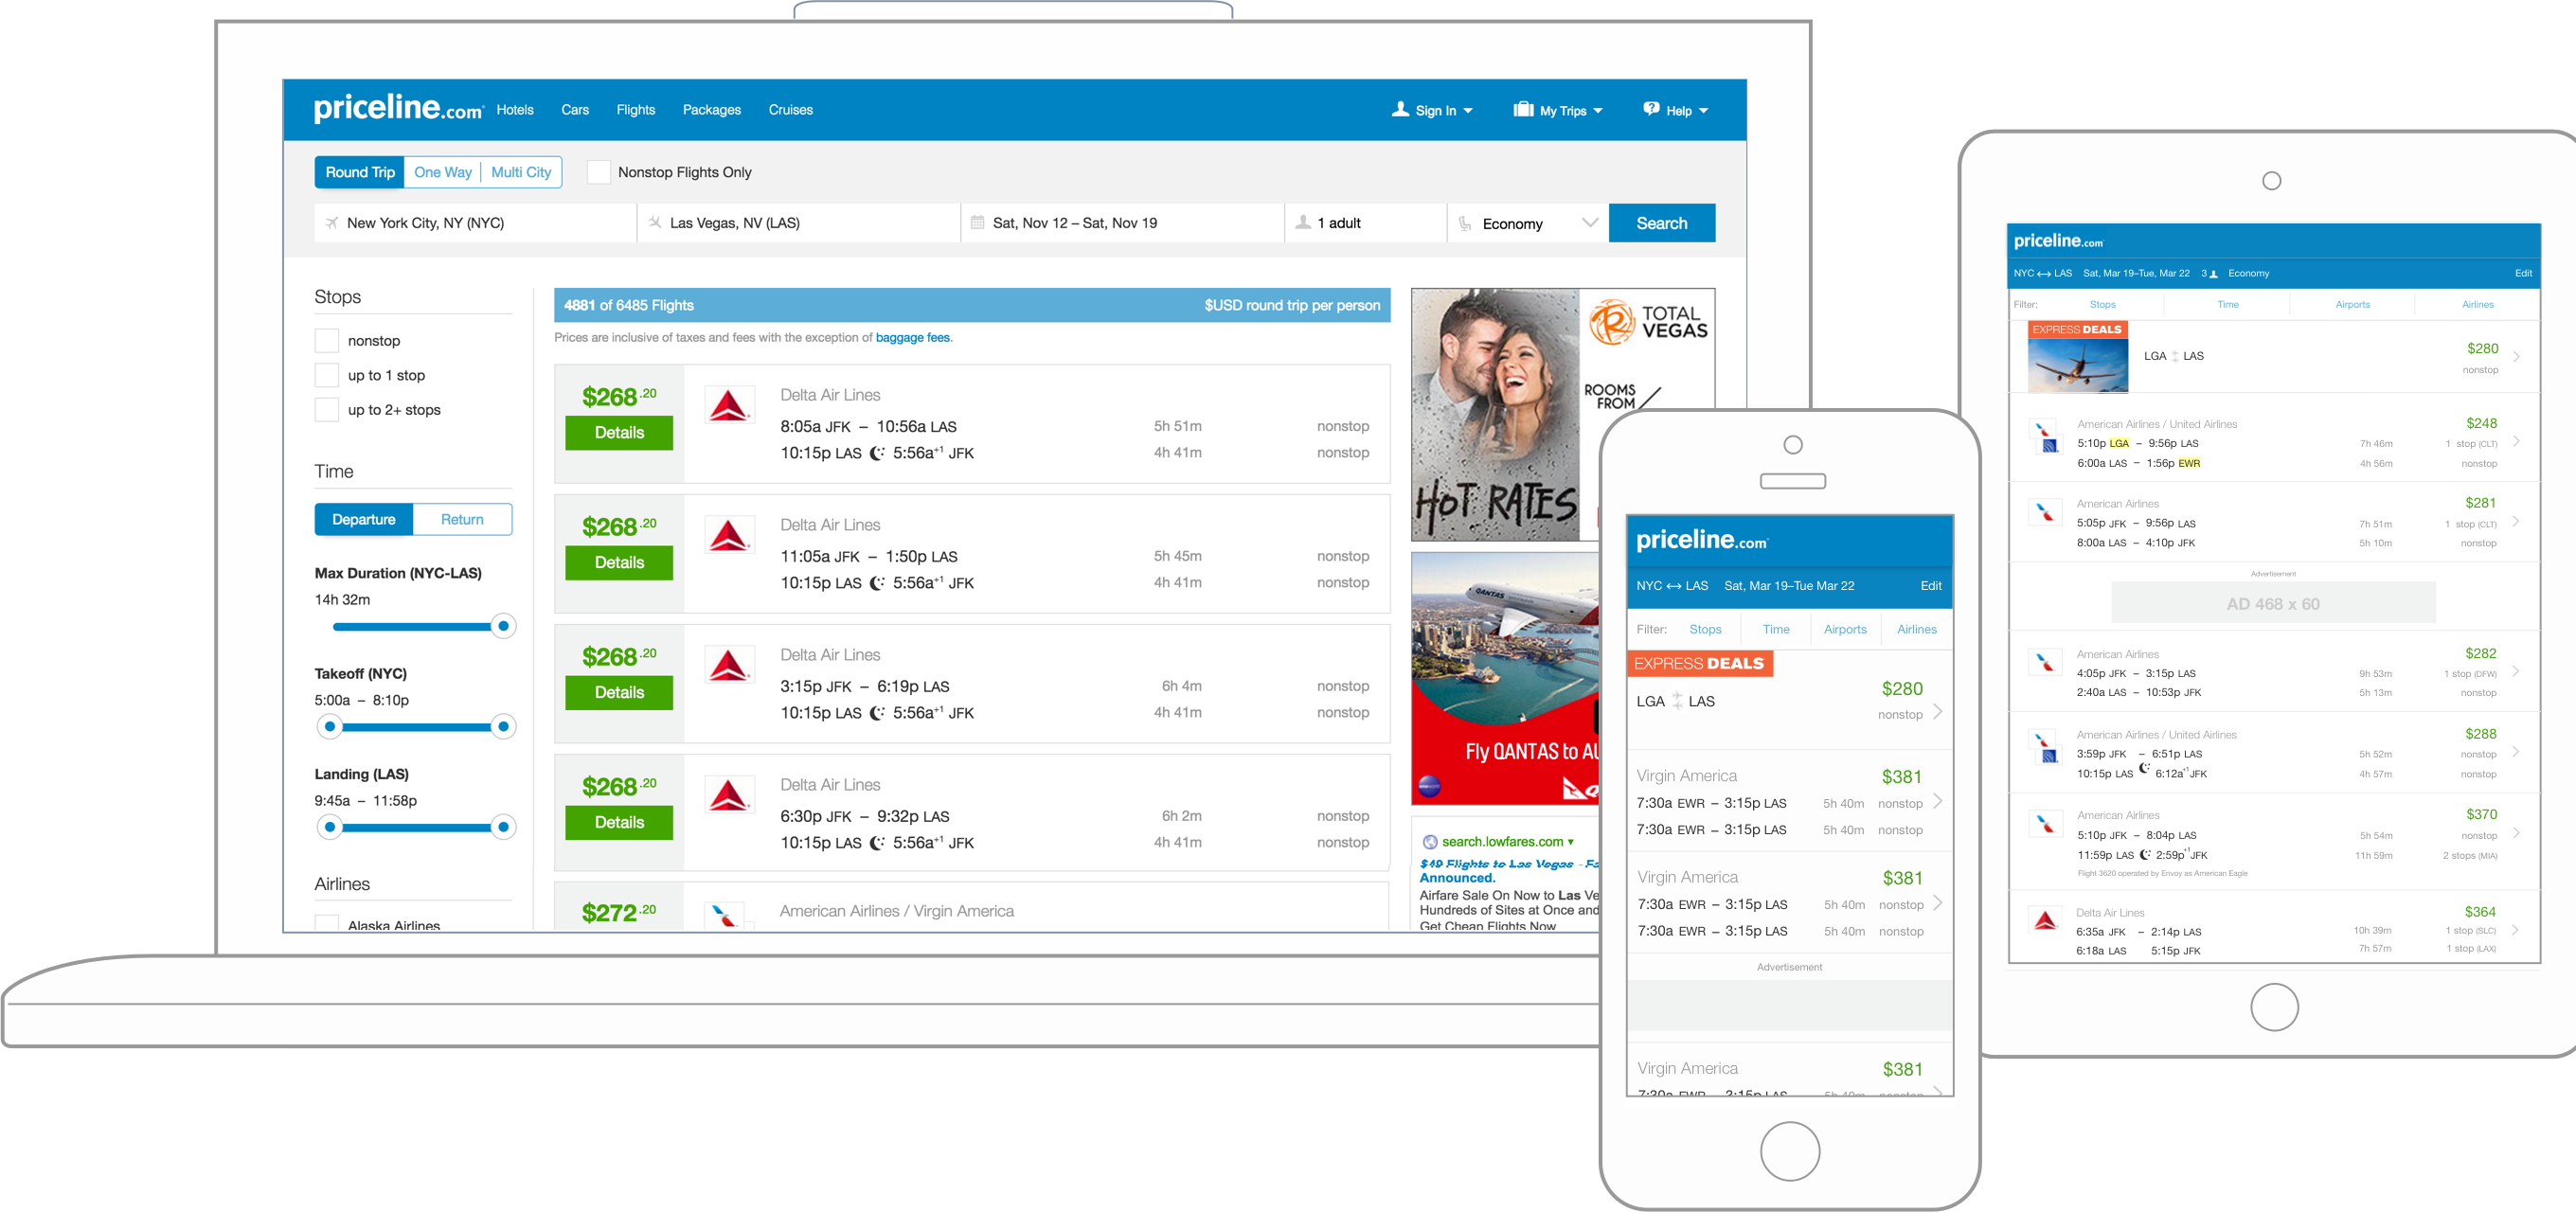 priceline.com Hotels Cars Flights Packages Cruises Sign In My Trips Help
Round Trip One Way Multi City Nonstop Flights Only
New York City, NY (NYC) Las Vegas, NV (LAS) Sat, Nov 12 – Sat, Nov 19 1 adult Economy Search
Stops
nonstop
up to 1 stop
up to 2+ stops
Time
Departure Return
Max Duration (NYC-LAS)
14h 32m
Takeoff (NYC)
5:00a – 8:10p
Landing (LAS)
9:45a – 11:58p
Airlines
Alaska Airlines
4881 of 6485 Flights $USD round trip per person
Prices are inclusive of taxes and fees with the exception of baggage fees.
$268.20 Delta Air Lines
Details
8:05a JFK – 10:56a LAS 5h 51m nonstop
10:15p LAS 5:56a+1 JFK 4h 41m nonstop
$268.20 Delta Air Lines
Details
11:05a JFK – 1:50p LAS 5h 45m nonstop
10:15p LAS 5:56a+1 JFK 4h 41m nonstop
$268.20 Delta Air Lines
Details
3:15p JFK – 6:19p LAS 6h 4m nonstop
10:15p LAS 5:56a+1 JFK 4h 41m nonstop
$268.20 Delta Air Lines
Details
6:30p JFK – 9:32p LAS 6h 2m nonstop
10:15p LAS 5:56a+1 JFK 4h 41m nonstop
$272.20 American Airlines / Virgin America
TOTAL
VEGAS
ROOMS
FROM
HOT RATES
QANTAS
Fly QANTAS to AU
search.lowfares.com
$49 Flights to Las Vegas - Fa
Announced.
Airfare Sale On Now to Las Ve
Hundreds of Sites at Once and
Get Cheap Flights Now
priceline.com
NYC LAS Sat, Mar 19–Tue Mar 22 Edit
Filter: Stops Time Airports Airlines
EXPRESS DEALS
LGA LAS $280
nonstop
Virgin America $381
7:30a EWR – 3:15p LAS 5h 40m nonstop
7:30a EWR – 3:15p LAS 5h 40m nonstop
Virgin America $381
7:30a EWR – 3:15p LAS 5h 40m nonstop
7:30a EWR – 3:15p LAS 5h 40m nonstop
Advertisement
Virgin America $381
7:30a EWR – 3:15p LAS 5h 40m nonstop
priceline.com
NYC LAS Sat, Mar 19–Tue, Mar 22 3 Economy Edit
Filter: Stops Time Airports Airlines
EXPRESS DEALS
LGA LAS $280
nonstop
American Airlines / United Airlines $248
5:10p LGA – 9:56p LAS 7h 46m 1 stop (CLT)
6:00a LAS – 1:56p EWR 4h 56m nonstop
American Airlines $281
5:05p JFK – 9:56p LAS 7h 51m 1 stop (CLT)
8:00a LAS – 4:10p JFK 5h 10m nonstop
Advertisement
AD 468 x 60
American Airlines $282
4:05p JFK – 3:15p LAS 9h 53m 1 stop (DFW)
2:40a LAS – 10:53p JFK 5h 13m nonstop
American Airlines / United Airlines $288
3:59p JFK – 6:51p LAS 5h 52m nonstop
10:15p LAS 6:12a+1 JFK 4h 57m nonstop
American Airlines $370
5:10p JFK – 8:04p LAS 5h 54m nonstop
11:59p LAS 2:59p+1 JFK 11h 59m 2 stops (MIA)
Flight 3620 operated by Envoy as American Eagle
Delta Air Lines $364
6:35a JFK – 2:14p LAS 10h 39m 1 stop (SLC)
6:18a LAS 5:15p JFK 7h 57m 1 stop (LAX)